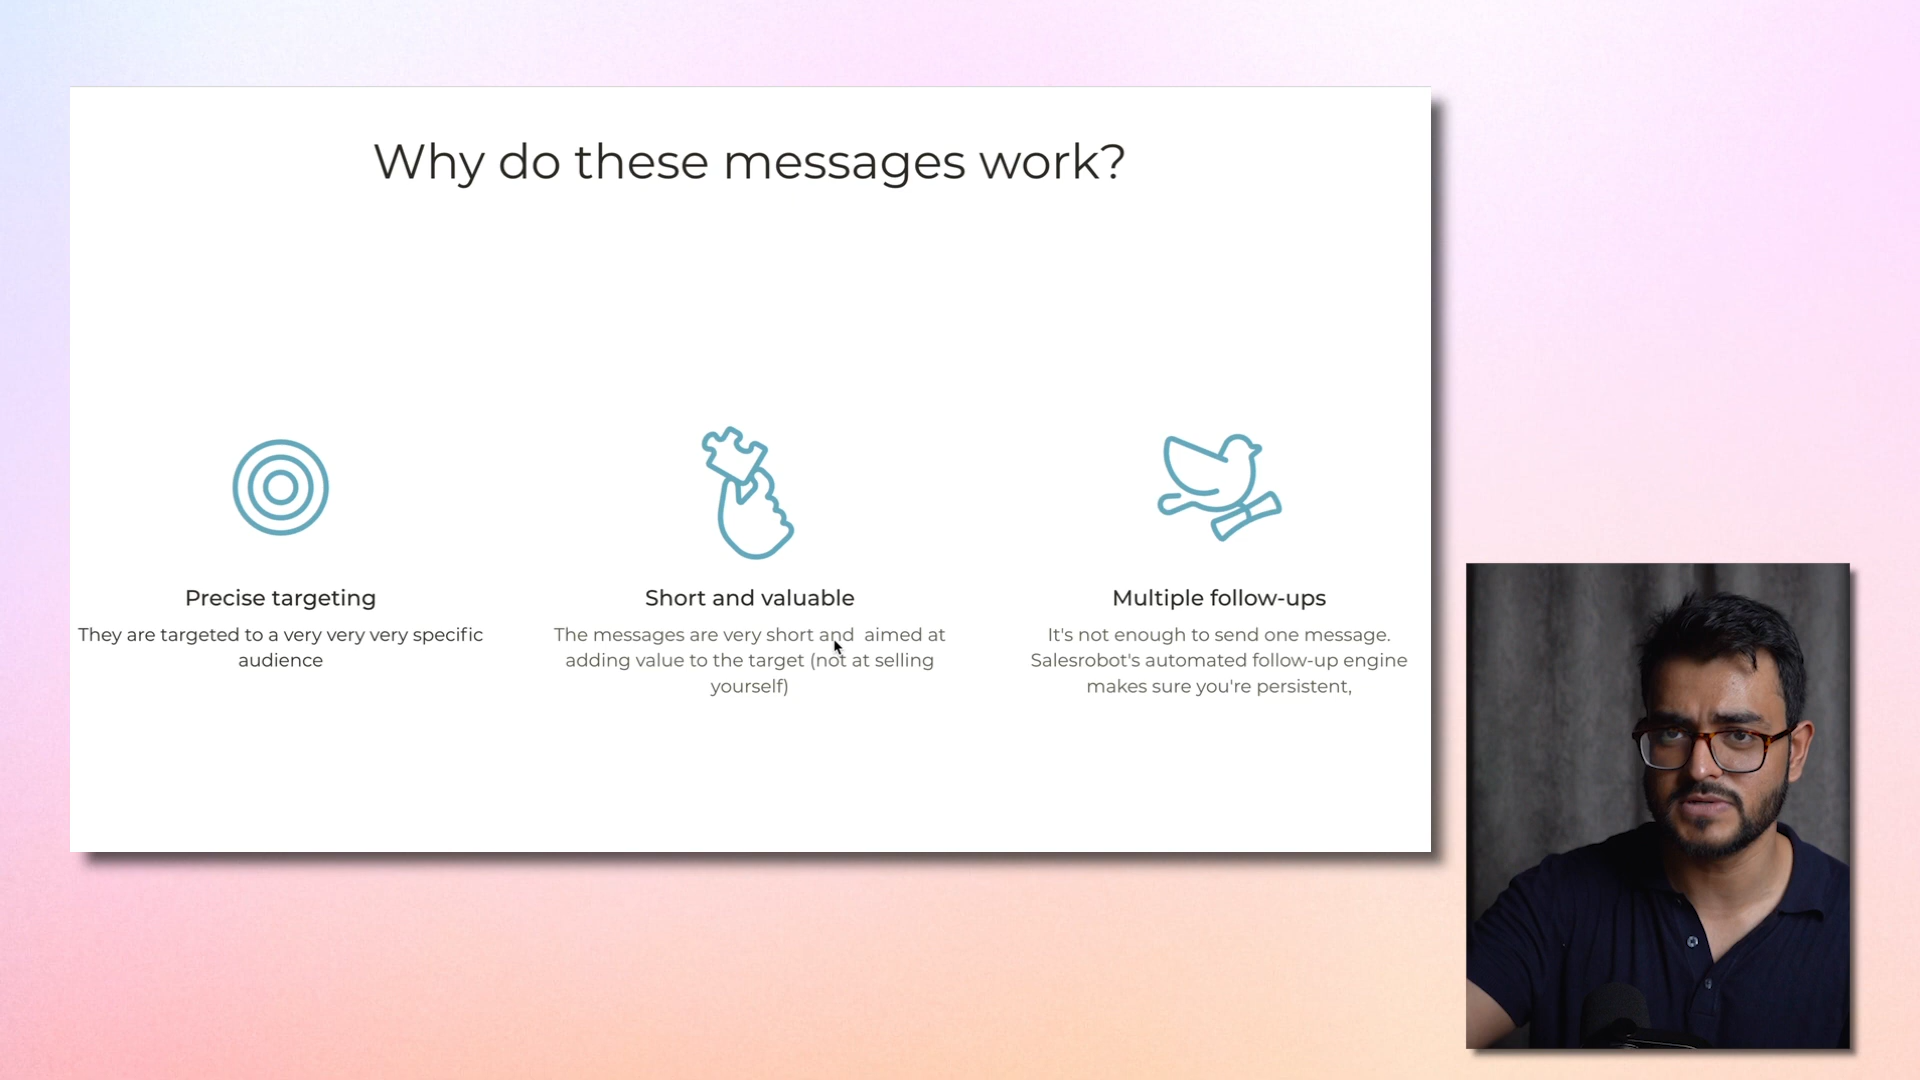 Why do these messages work?
Precise targeting
They are targeted to a very very very specific
audience
Short and valuable
The messages are very short and  aimed at
adding value to the target (not at selling
yourself)
Multiple follow-ups
It's not enough to send one message.
Salesrobot's automated follow-up engine
makes sure you're persistent,